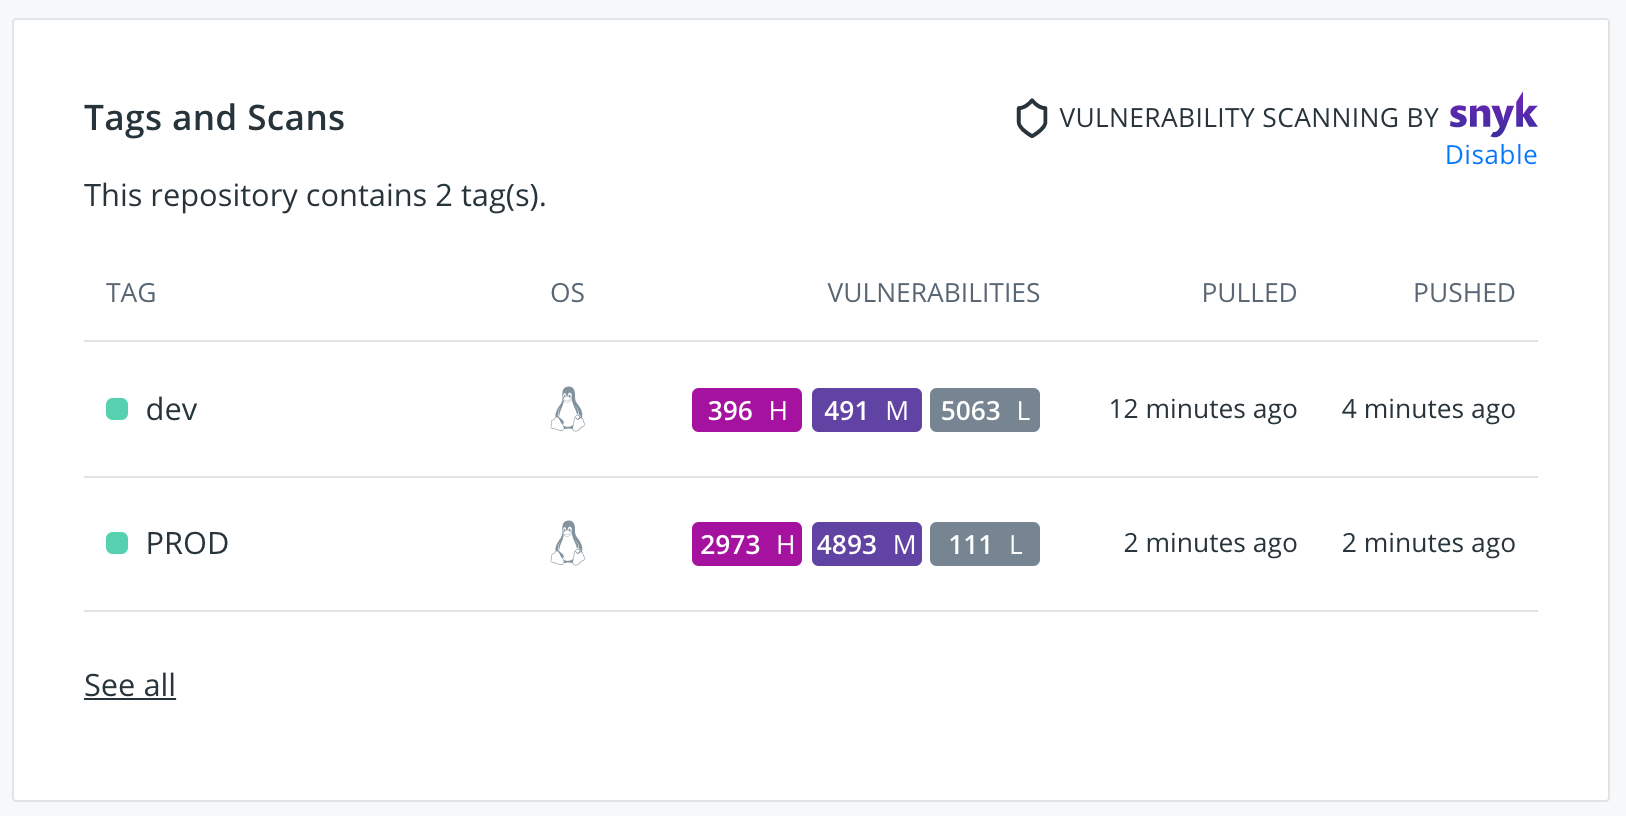 Tags and Scans
VULNERABILITY SCANNING BY snyk
Disable
This repository contains 2 tag(s).
TAG OS VULNERABILITIES PULLED PUSHED
dev 396 H 491 M 5063 L 12 minutes ago 4 minutes ago
PROD 2973 H 4893 M 111 L 2 minutes ago 2 minutes ago
See all